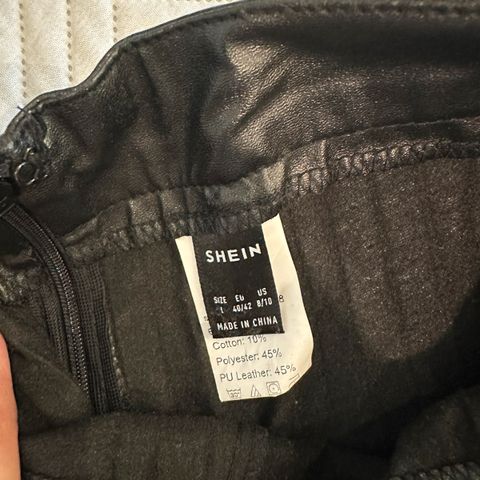 SHEIN
SIZE EU US
L 40/42 8/10
MADE IN CHINA
Cotton: 10%
Polyester: 45%
PU Leather: 45%